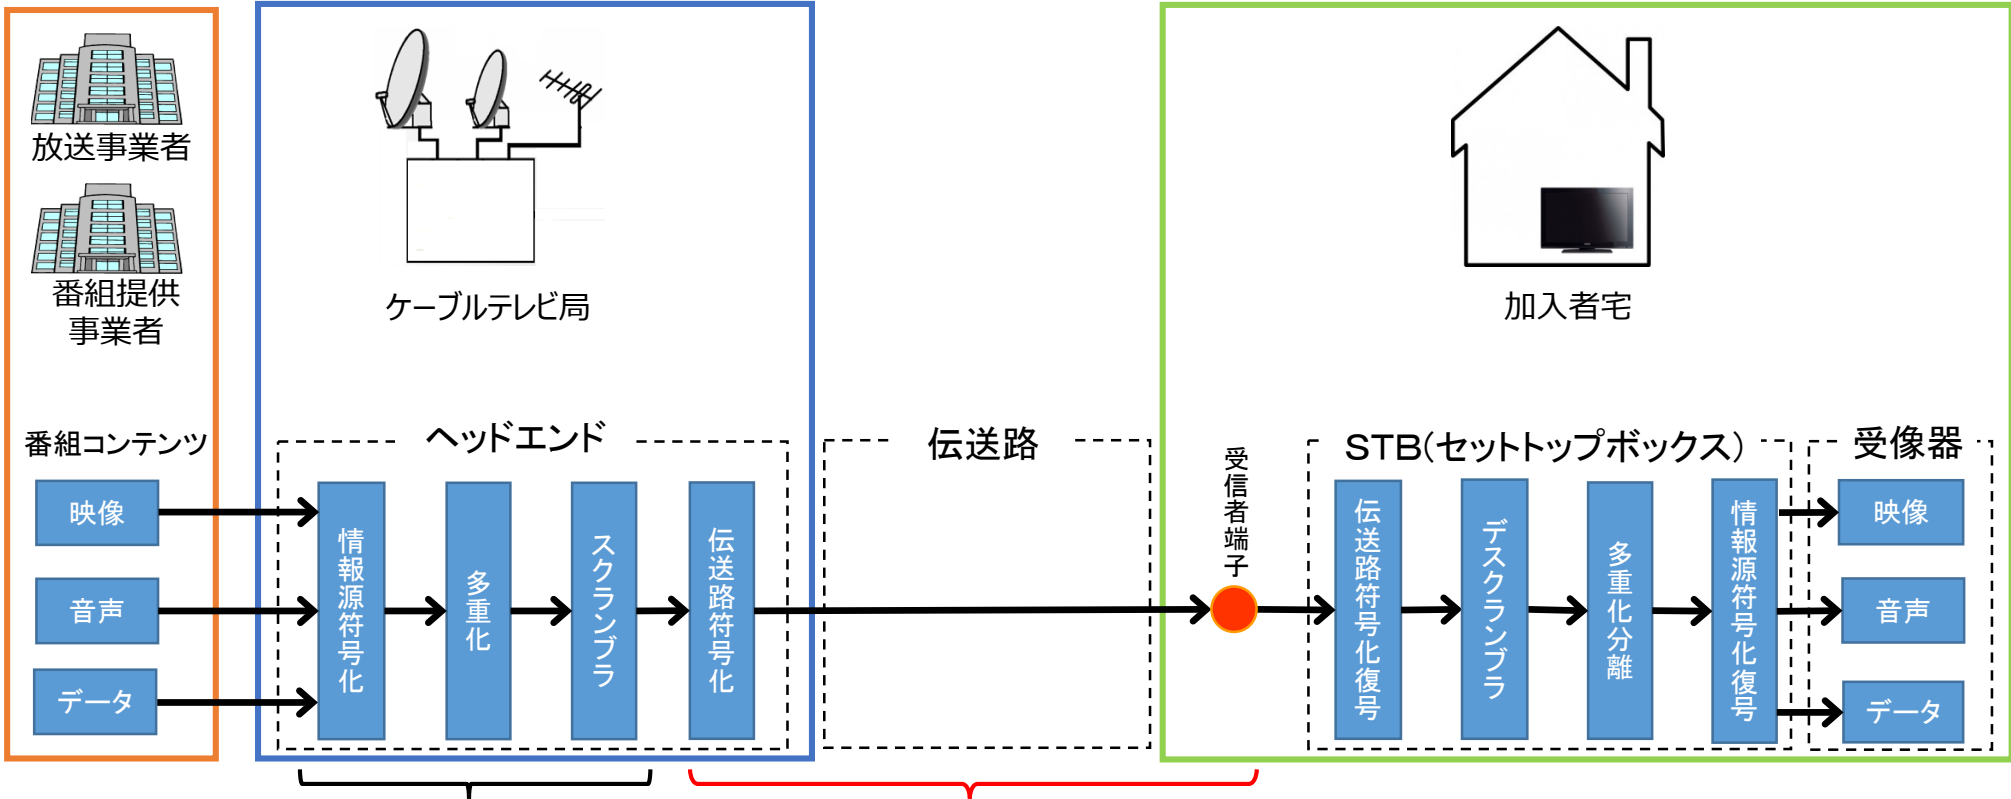 放送事業者
番組提供
事業者
ケーブルテレビ局
加入者宅
番組コンテンツ
ヘッドエンド
伝送路
受信者端子
STB(セットトップボックス)
受像器
映像
音声
データ
情報源符号化
多重化
スクランブラ
伝送路符号化
伝送路符号化復号
デスクランブラ
多重化分離
情報源符号化復号
映像
音声
データ